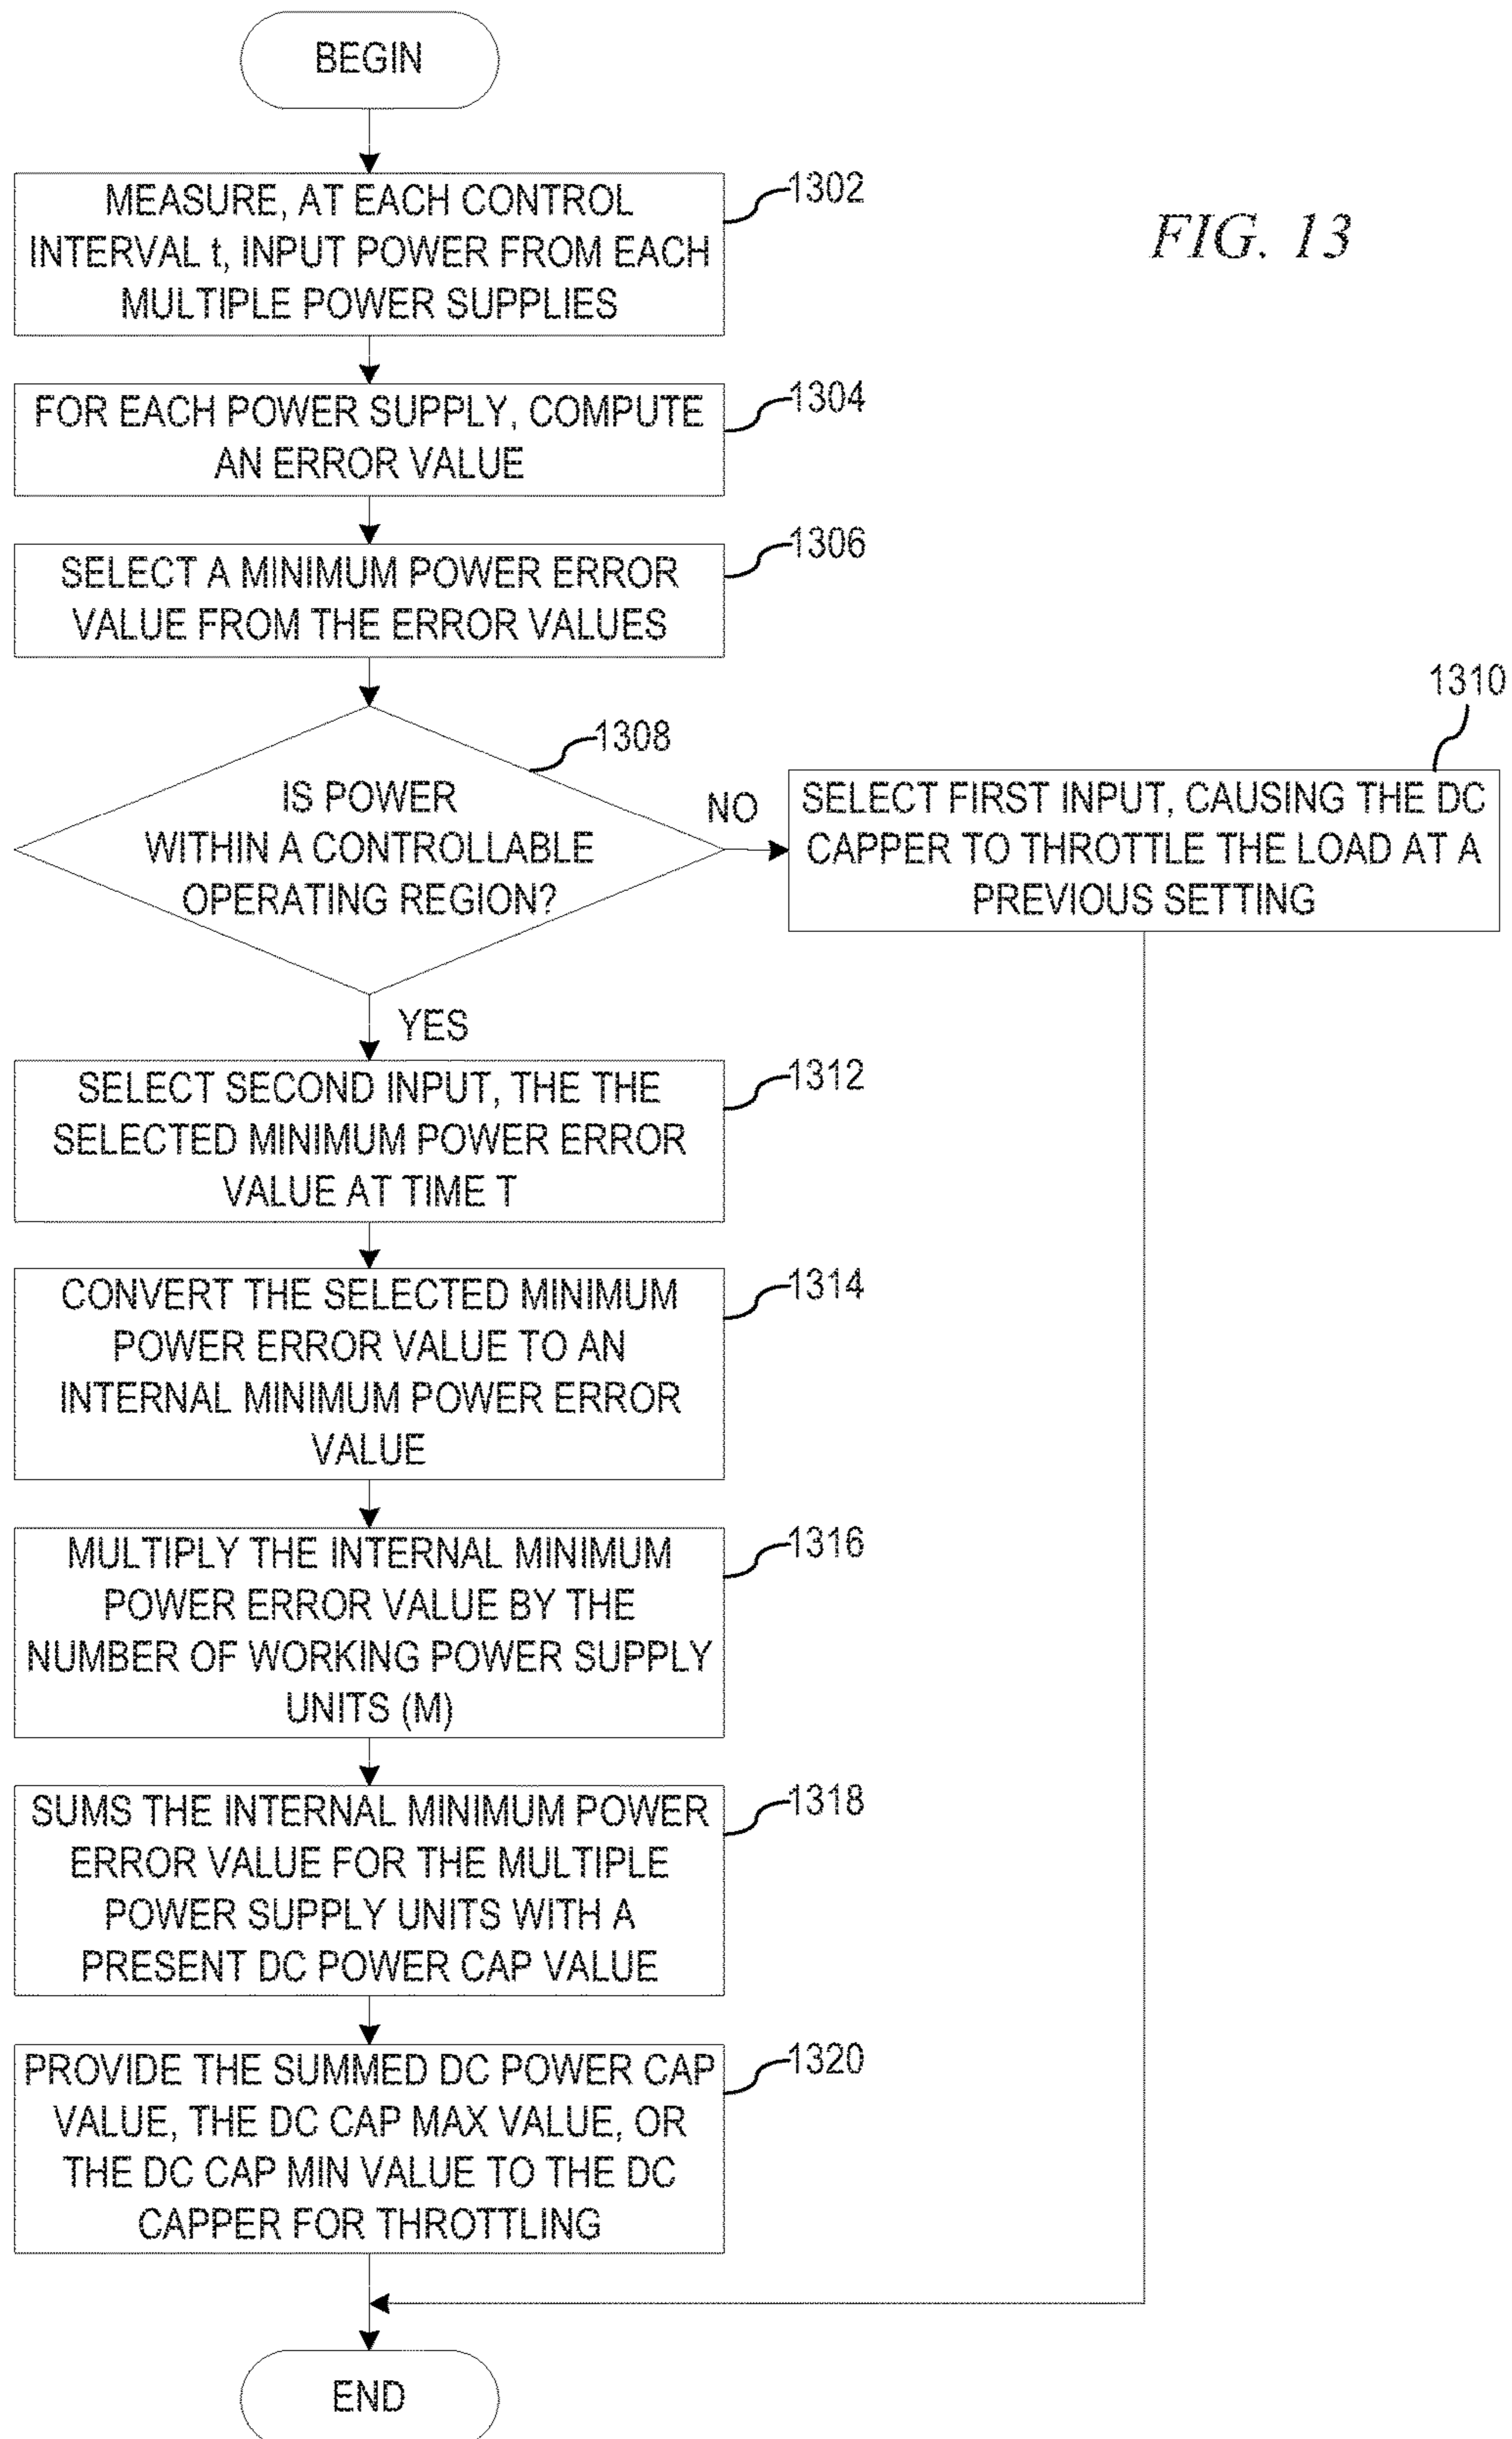 BEGIN
MEASURE, AT EACH CONTROL
INTERVAL t, INPUT POWER FROM EACH
MULTIPLE POWER SUPPLIES
1302
FIG. 13
FOR EACH POWER SUPPLY, COMPUTE
AN ERROR VALUE
1304
SELECT A MINIMUM POWER ERROR
VALUE FROM THE ERROR VALUES
1306
IS POWER
WITHIN A CONTROLLABLE
OPERATING REGION?
1308
NO
1310
SELECT FIRST INPUT, CAUSING THE DC
CAPPER TO THROTTLE THE LOAD AT A
PREVIOUS SETTING
YES
SELECT SECOND INPUT, THE THE
SELECTED MINIMUM POWER ERROR
VALUE AT TIME T
1312
CONVERT THE SELECTED MINIMUM
POWER ERROR VALUE TO AN
INTERNAL MINIMUM POWER ERROR
VALUE
1314
MULTIPLY THE INTERNAL MINIMUM
POWER ERROR VALUE BY THE
NUMBER OF WORKING POWER SUPPLY
UNITS (M)
1316
SUMS THE INTERNAL MINIMUM POWER
ERROR VALUE FOR THE MULTIPLE
POWER SUPPLY UNITS WITH A
PRESENT DC POWER CAP VALUE
1318
PROVIDE THE SUMMED DC POWER CAP
VALUE, THE DC CAP MAX VALUE, OR
THE DC CAP MIN VALUE TO THE DC
CAPPER FOR THROTTLING
1320
END